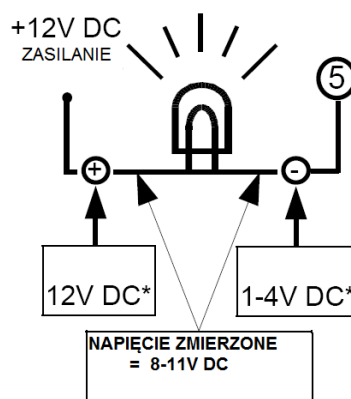 +12V DC
ZASILANIE
5
+
-
12V DC*
1-4V DC*
NAPIĘCIE ZMIERZONE
= 8-11V DC